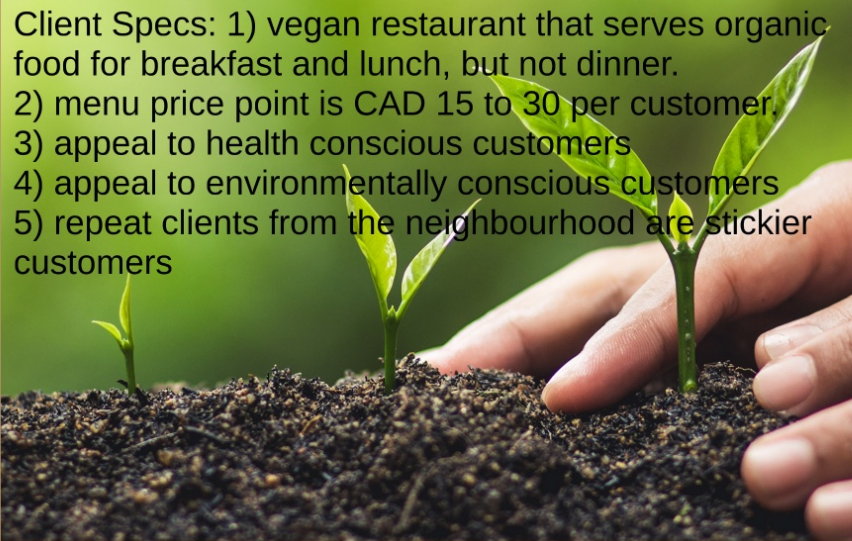 Client Specs: 1) vegan restaurant that serves organic
food for breakfast and lunch, but not dinner.
2) menu price point is CAD 15 to 30 per customer.
3) appeal to health conscious customers
4) appeal to environmentally conscious customers
5) repeat clients from the neighbourhood are stickier
customers